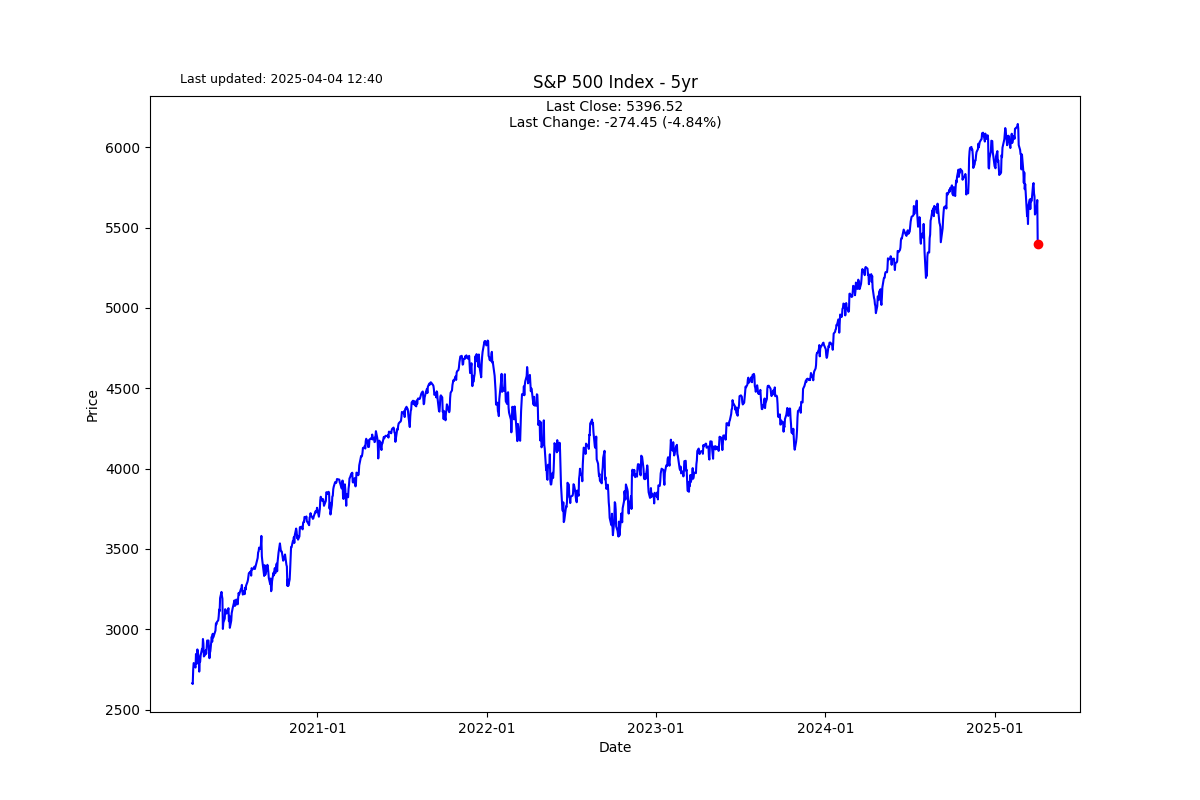 Last updated: 2025-04-04 12:40
S&P 500 Index - 5yr
Last Close: 5396.52
Last Change: -274.45 (-4.84%)
6000
5500
5000
4500
4000
3500
3000
2500
Price
2021-01
2022-01
2023-01
2024-01
2025-01
Date